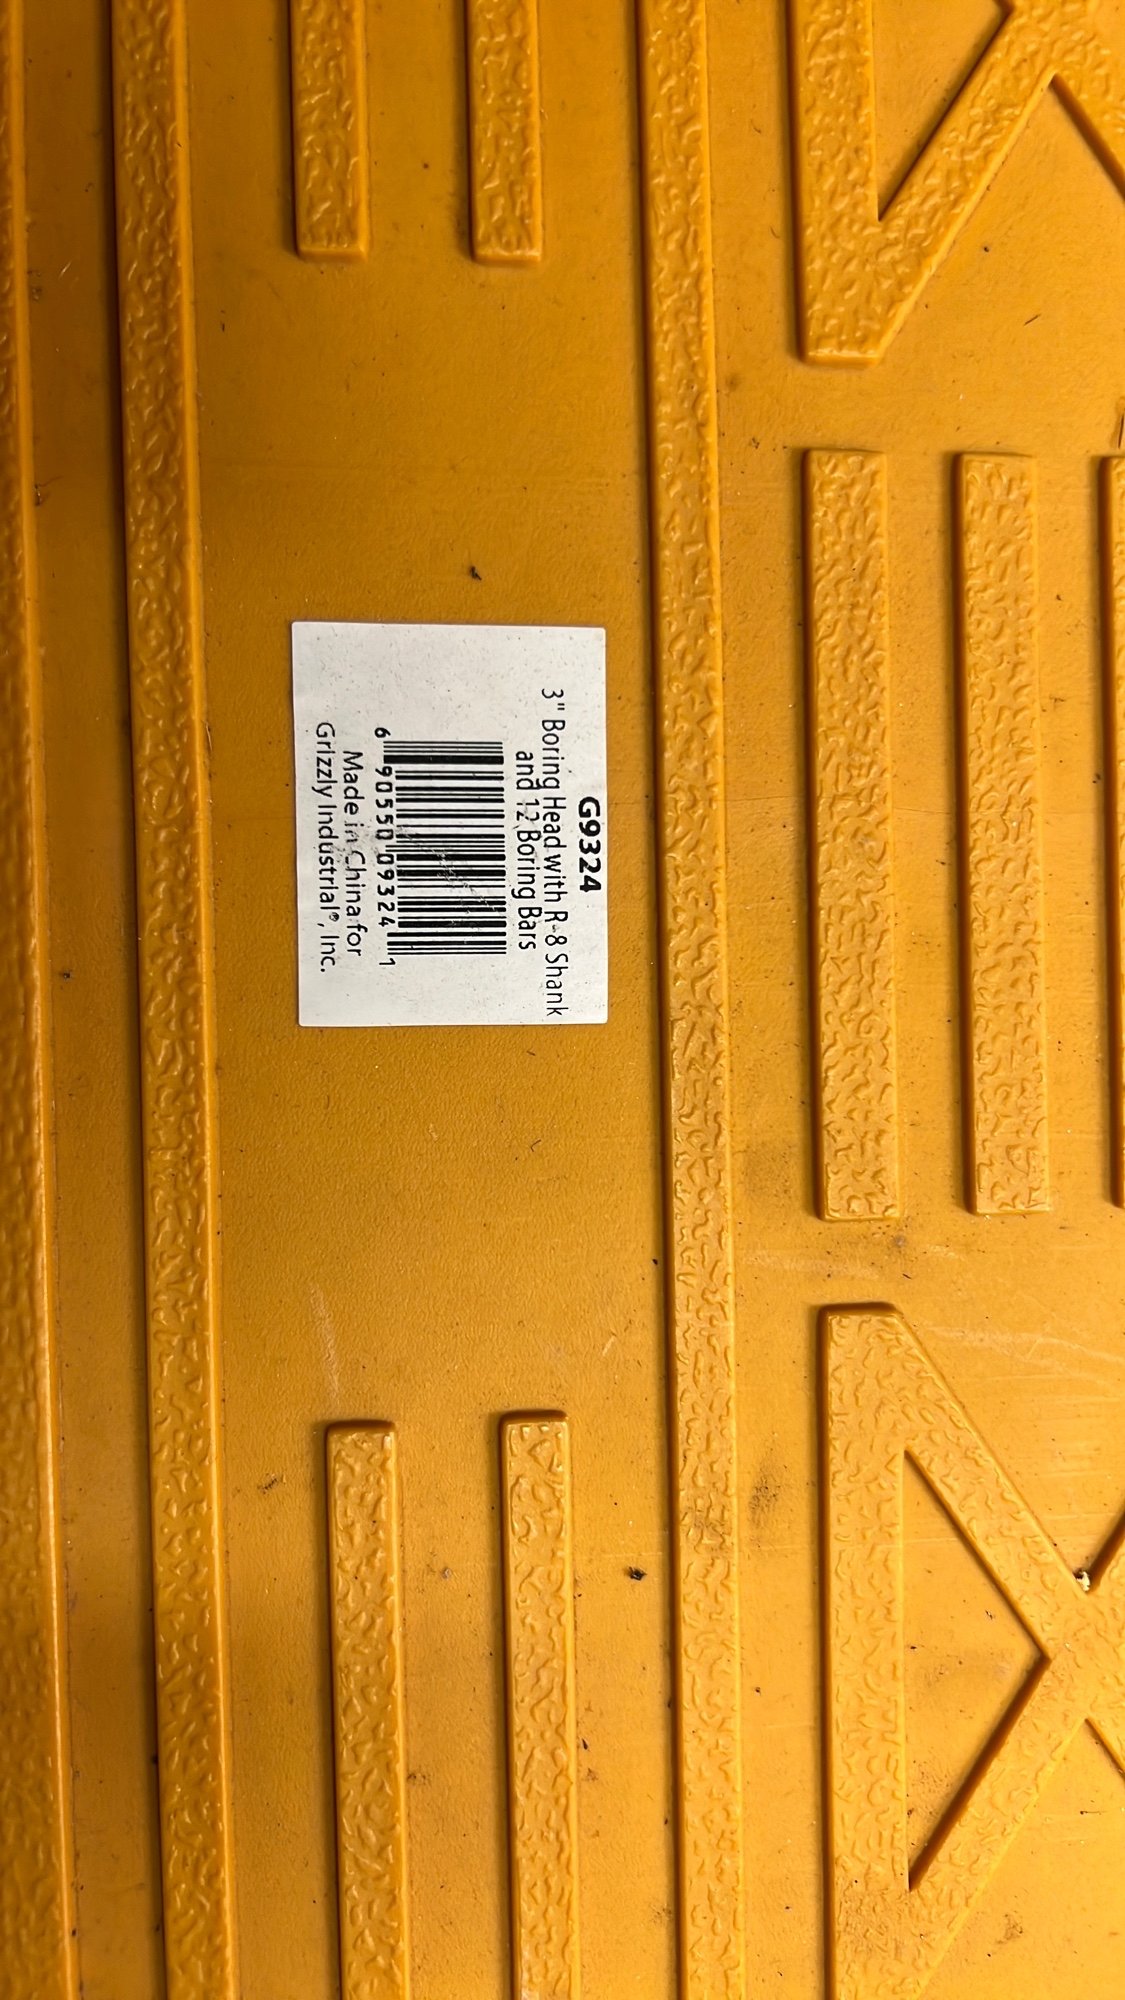 G9324
3" Boring Head with R-8 Shank
and 12 Boring Bars
6 90550 09324 1
Made in China for
Grizzly Industrial®, Inc.